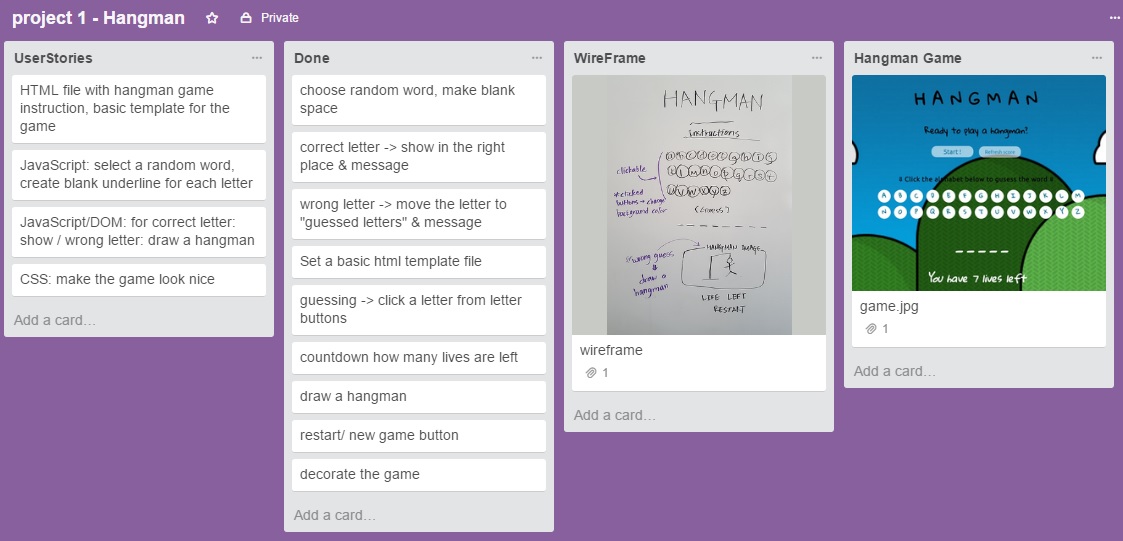 project 1 - Hangman
Private
UserStories
HTML file with hangman game
instruction, basic template for the
game
JavaScript: select a random word,
create blank underline for each letter
JavaScript/DOM: for correct letter:
show / wrong letter: draw a hangman
CSS: make the game look nice
Add a card...
Done
choose random word, make blank
space
correct letter -> show in the right
place & message
wrong letter -> move the letter to
"guessed letters" & message
Set a basic html template file
guessing -> click a letter from letter
buttons
countdown how many lives are left
draw a hangman
restart/ new game button
decorate the game
Add a card...
WireFrame
HANGMAN
instructions
a b c d e f g h i j
k l m n o p q r s t
u v w x y z
clickable
buttons → change
background color
(Guess)
HANGMAN IMAGE
wrong guess
draw a
hangman
LIFE LEFT
RESTART
wireframe
1
Add a card...
Hangman Game
HANGMAN
Ready to play a hangman?
Start !
Refresh score
Click the alphabet below to guess the word
A B C D E F G H I J K L M
N O P Q R S T U V W X Y Z
You have 7 lives left
game.jpg
1
Add a card...